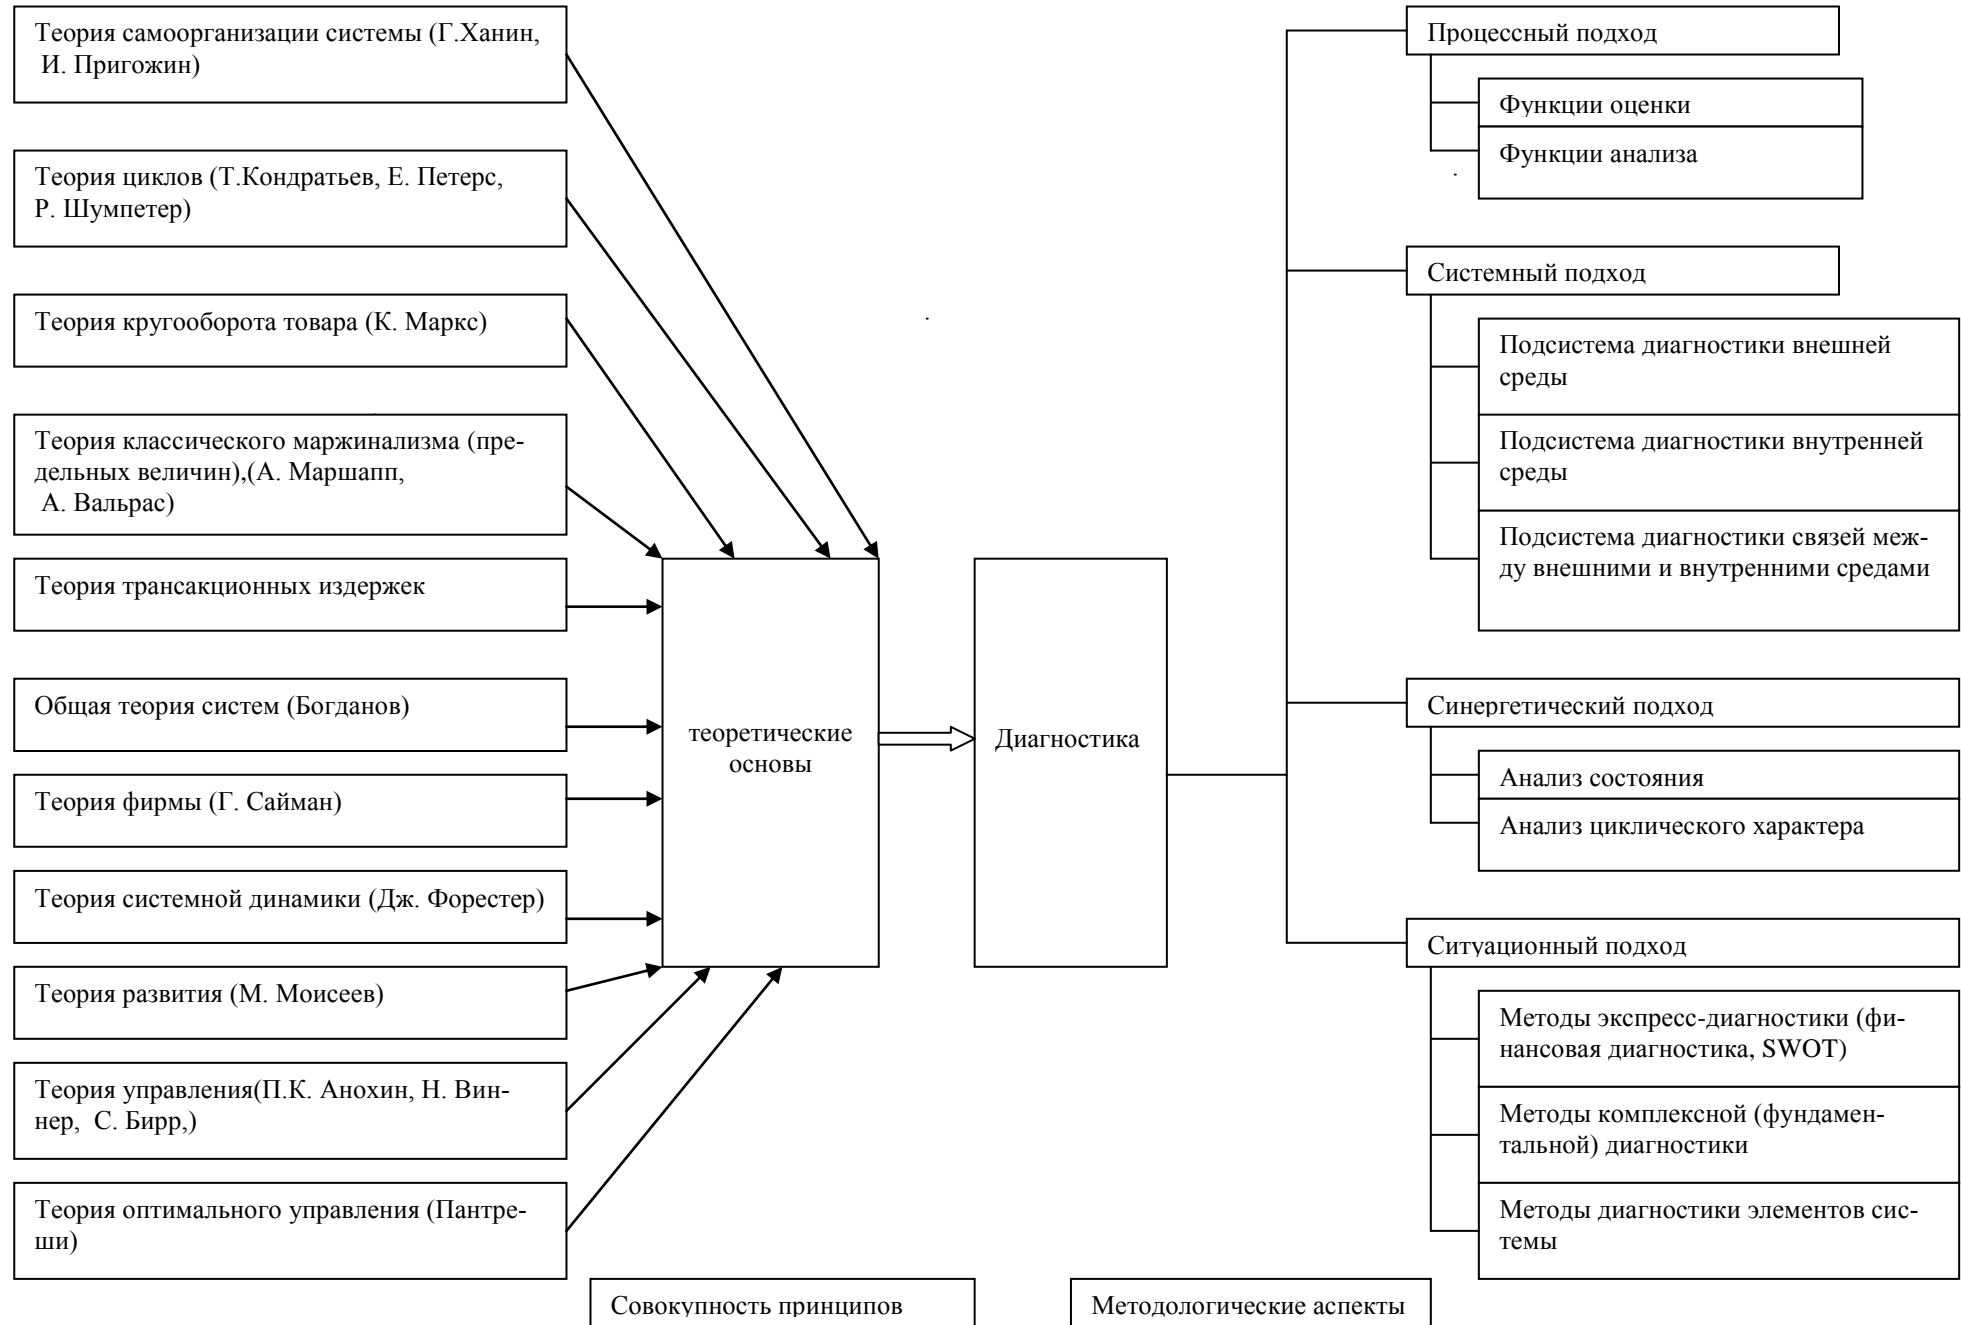 Теория самоорганизации системы (Г.Ханин,
И. Пригожин)
Теория циклов (Т.Кондратьев, Е. Петерс,
Р. Шумпетер)
Теория кругооборота товара (К. Маркс)
Теория классического маржинализма (пре-
дельных величин),(А. Маршапп,
А. Вальрас)
Теория трансакционных издержек
Общая теория систем (Богданов)
Теория фирмы (Г. Сайман)
Теория системной динамики (Дж. Форестер)
Теория развития (М. Моисеев)
Теория управления(П.К. Анохин, Н. Вин-
нер, С. Бирр,)
Теория оптимального управления (Пантре-
ши)
теоретические
основы
Диагностика
Процессный подход
Функции оценки
Функции анализа
Системный подход
Подсистема диагностики внешней
среды
Подсистема диагностики внутренней
среды
Подсистема диагностики связей меж-
ду внешними и внутренними средами
Синергетический подход
Анализ состояния
Анализ циклического характера
Ситуационный подход
Методы экспресс-диагностики (фи-
нансовая диагностика, SWOT)
Методы комплексной (фундамен-
тальной) диагностики
Методы диагностики элементов сис-
темы
Совокупность принципов
Методологические аспекты